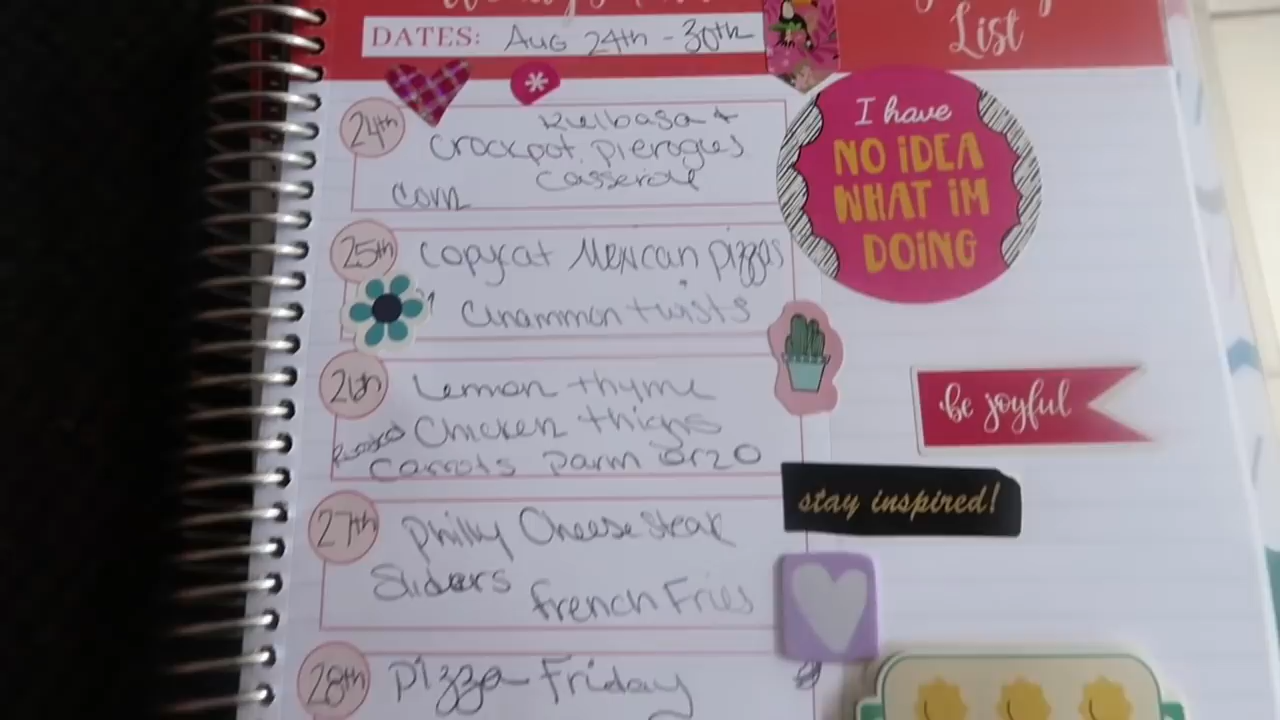 List
DATES: Aug 24th - 30th
24th
Kielbasa +
Crockpot pierogies
casserole
Corn
25th
Copycat Mexican pizzas
Cinammon twists
26th
Lemon thyme
Chicken thighs
Roasted
Carrots parm orzo
27th
Philly Cheese Steak
Sliders
French Fries
28th
Pizza Friday
I have
NO iDEA
WHAT iM
DOiNG
be joyful
stay inspired!